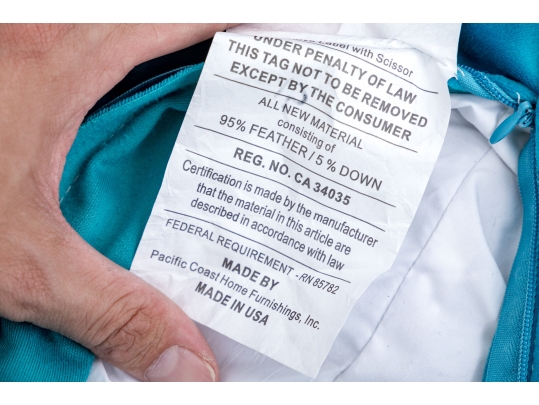 Label with Scissor
UNDER PENALTY OF LAW
THIS TAG NOT TO BE REMOVED
EXCEPT BY THE CONSUMER
ALL NEW MATERIAL
consisting of
95% FEATHER / 5 % DOWN
REG. NO. CA 34035
Certification is made by the manufacturer
that the material in this article are
described in accordance with law
FEDERAL REQUIREMENT - RN 85782
MADE BY
Pacific Coast Home Furnishings, Inc.
MADE IN USA